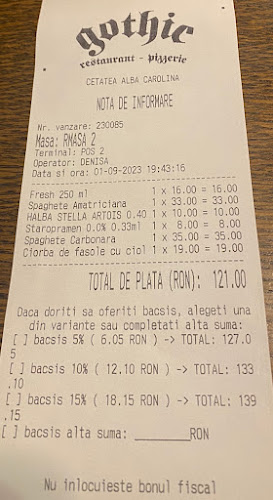 gothic
restaurant - pizzerie
CETATEA ALBA CAROLINA
NOTA DE INFORMARE
Nr. vanzare: 230085
Masa: RMASA 2
Terminal: POS 2
Operator: DENISA
Data si ora: 01-09-2023 19:43:16
Fresh 250 ml 1 x 16.00 = 16.00
Spaghete Amatriciana 1 x 33.00 = 33.00
HALBA STELLA ARTOIS 0.40 1 x 10.00 = 10.00
Staropramen 0.0% 0.33ml 1 x 8.00 = 8.00
Spaghete Carbonara 1 x 35.00 = 35.00
Ciorba de fasole cu ciol 1 x 19.00 = 19.00
TOTAL DE PLATA (RON): 121.00
Daca doriti sa oferiti bacsis, alegeti una
din variante sau completati alta suma:
[ ] bacsis 5% ( 6.05 RON ) -> TOTAL: 127.0
5
[ ] bacsis 10% ( 12.10 RON ) -> TOTAL: 133
.10
[ ] bacsis 15% ( 18.15 RON ) -> TOTAL: 139
.15
[ ] bacsis alta suma: ________RON
Nu inlocuieste bonul fiscal